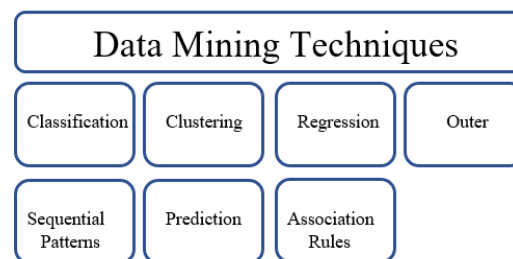 Data Mining Techniques
Classification
Clustering
Regression
Outer
Sequential
Patterns
Prediction
Association
Rules